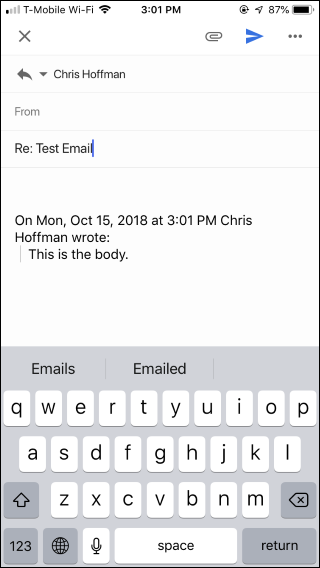 T-Mobile Wi-Fi 3:01 PM 87%
Chris Hoffman
From
Re: Test Email
On Mon, Oct 15, 2018 at 3:01 PM Chris
Hoffman wrote:
This is the body.
Emails Emailed
q w e r t y u i o p
a s d f g h j k l
z x c v b n m
123 space return